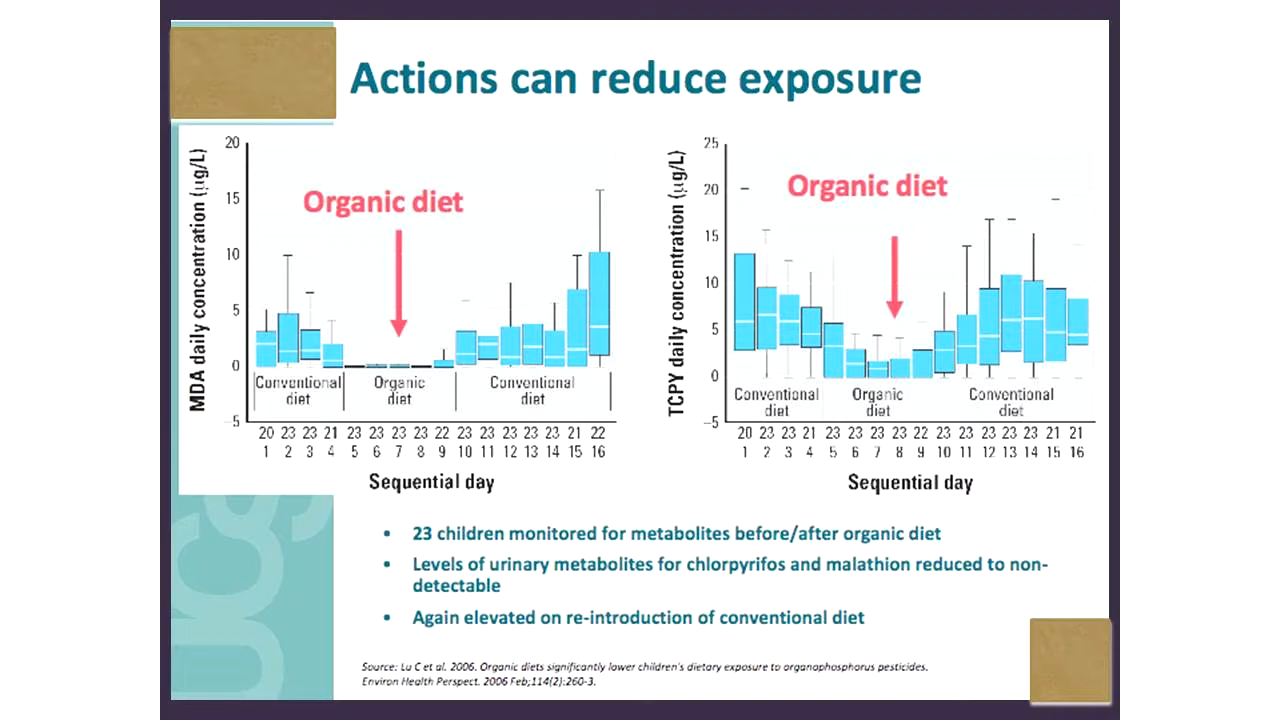 Actions can reduce exposure
MDA daily concentration (µg/L)
20
15
10
5
0
–5
Organic diet
Conventional diet
Organic diet
Conventional diet
20 23 23 21 23 23 23 23 22 23 23 23 23 23 21 22
1 2 3 4 5 6 7 8 9 10 11 12 13 14 15 16
Sequential day
TCPY daily concentration (µg/L)
25
20
15
10
5
0
–5
Organic diet
Conventional diet
Organic diet
Conventional diet
20 23 23 21 23 23 23 23 22 23 23 23 23 23 21 21
1 2 3 4 5 6 7 8 9 10 11 12 13 14 15 16
Sequential day
• 23 children monitored for metabolites before/after organic diet
• Levels of urinary metabolites for chlorpyrifos and malathion reduced to non-
detectable
• Again elevated on re-introduction of conventional diet
Source: Lu C et al. 2006. Organic diets significantly lower children's dietary exposure to organophosphorus pesticides.
Environ Health Perspect. 2006 Feb;114(2):260-3.